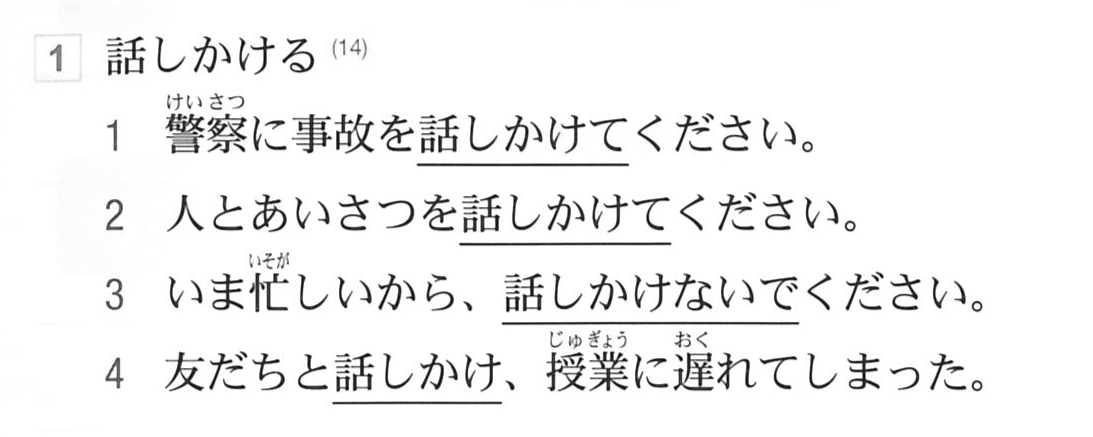 1 話しかける (14)
けいさつ
1 警察に事故を話しかけてください。
2 人とあいさつを話しかけてください。
いそが
3 いま忙しいから、話しかけないでください。
じゅぎょう おく
4 友だちと話しかけ、授業に遅れてしまった。